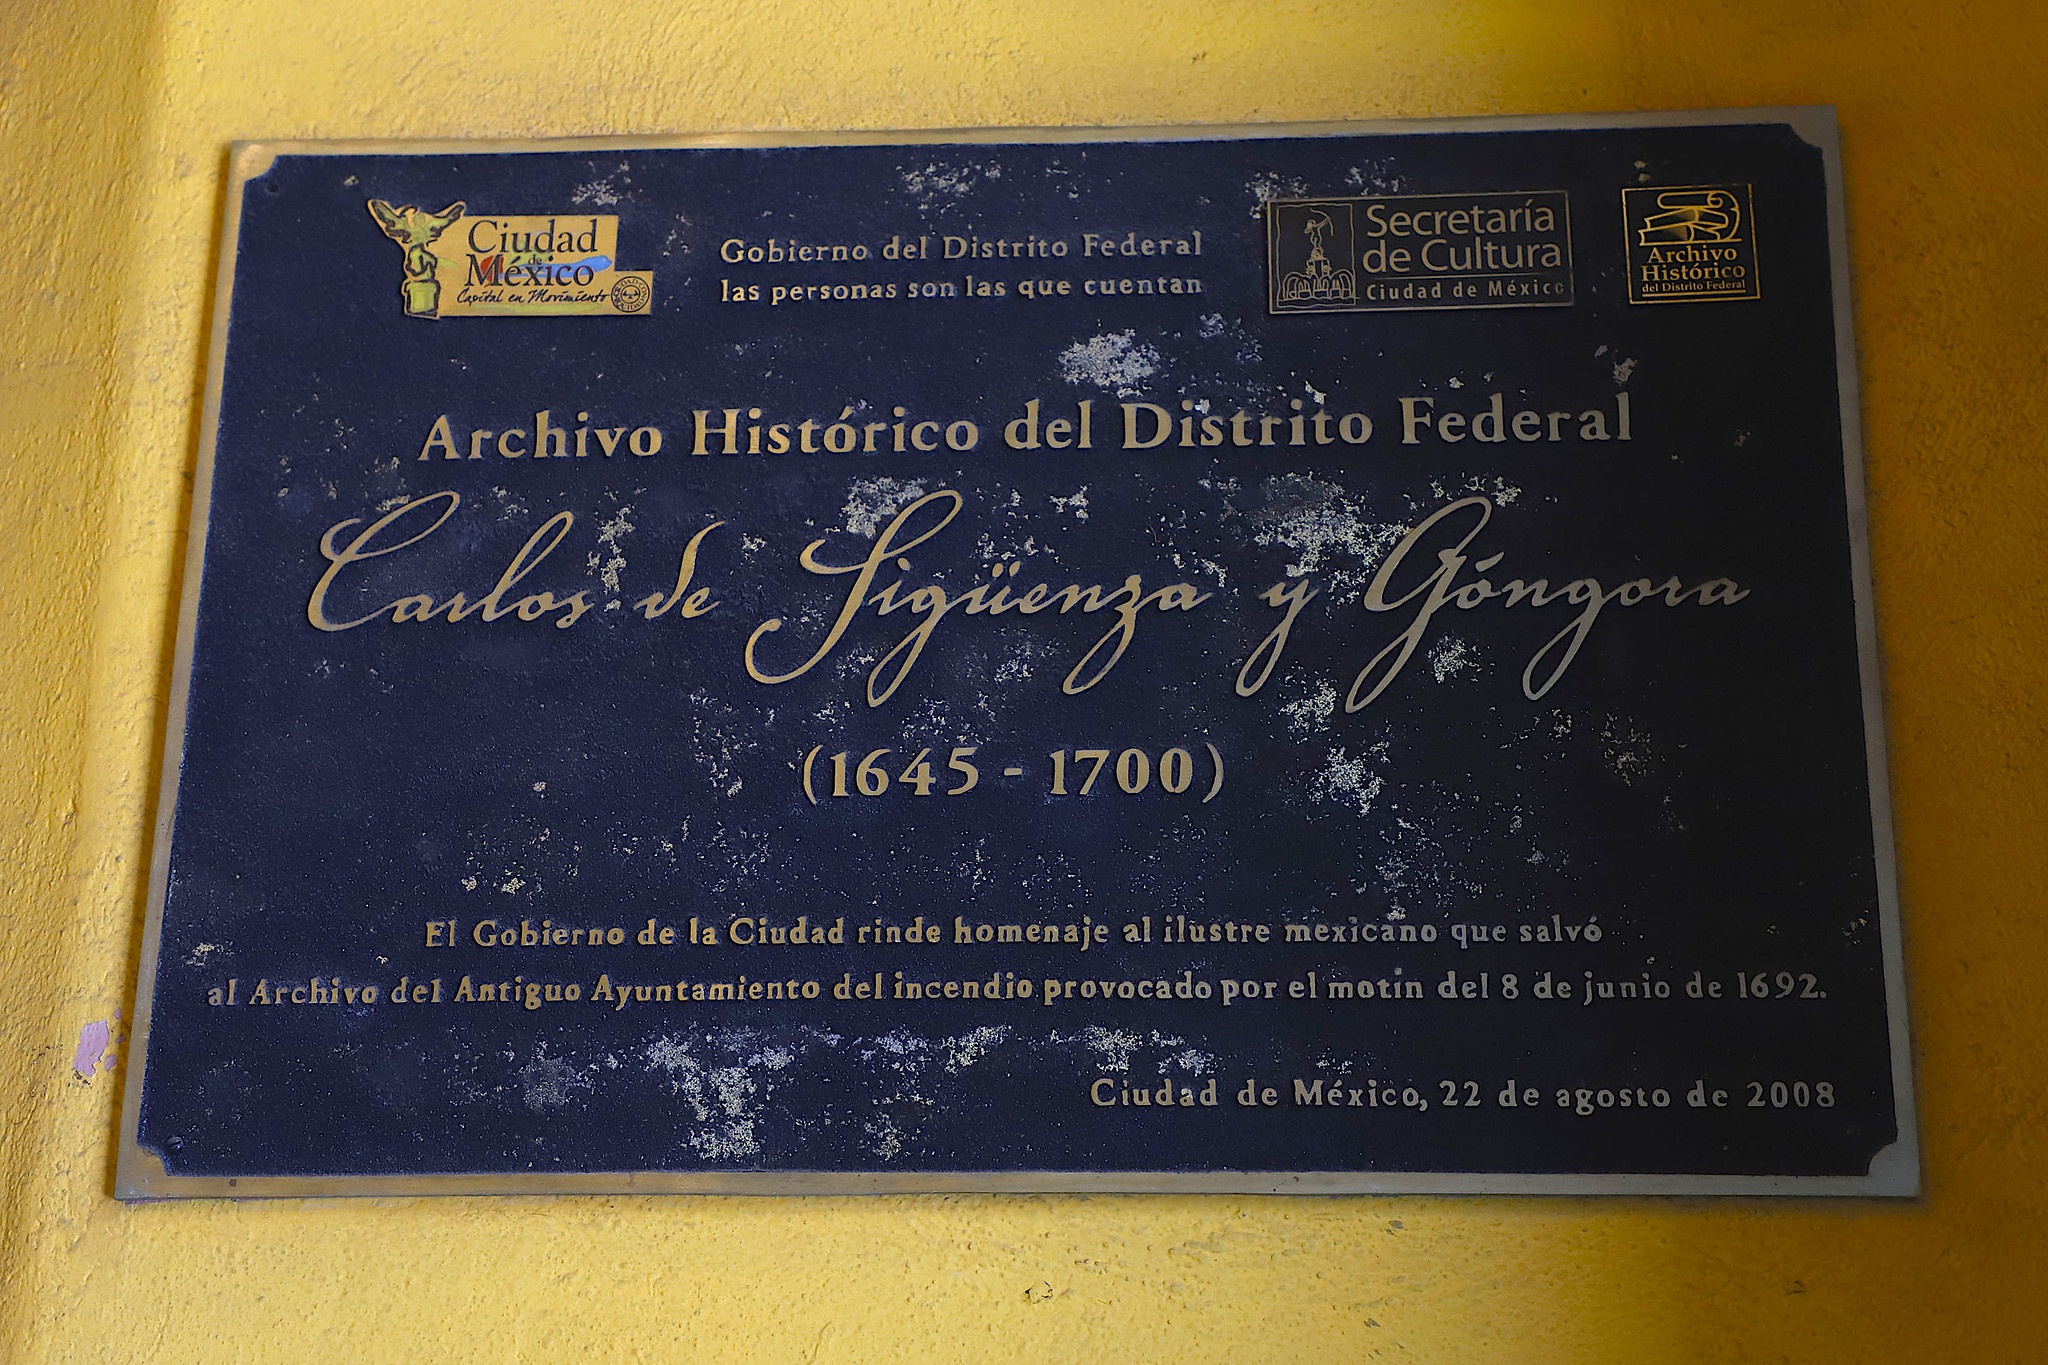 Ciudad
de
México
Capital en Movimiento
Gobierno del Distrito Federal
las personas son las que cuentan
Secretaría
de Cultura
Ciudad de México
Archivo
Histórico
del Distrito Federal
Archivo Histórico del Distrito Federal
Carlos de Sigüenza y Góngora
(1645 - 1700)
El Gobierno de la Ciudad rinde homenaje al ilustre mexicano que salvó
al Archivo del Antiguo Ayuntamiento del incendio provocado por el motín del 8 de junio de 1692.
Ciudad de México, 22 de agosto de 2008